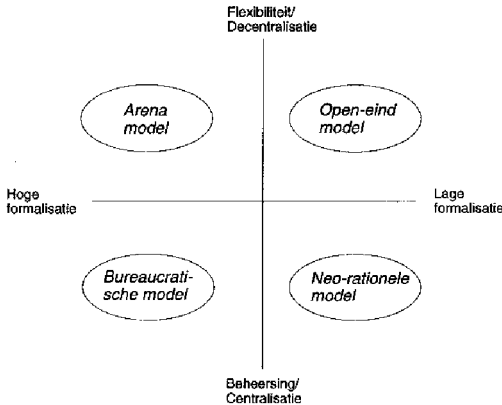 Flexibiliteit/
Decentralisatie
Arena
model
Open-eind
model
Hoge
formalisatie
Lage
formalisatie
Bureaucrati-
sche model
Neo-rationele
model
Beheersing/
Centralisatie